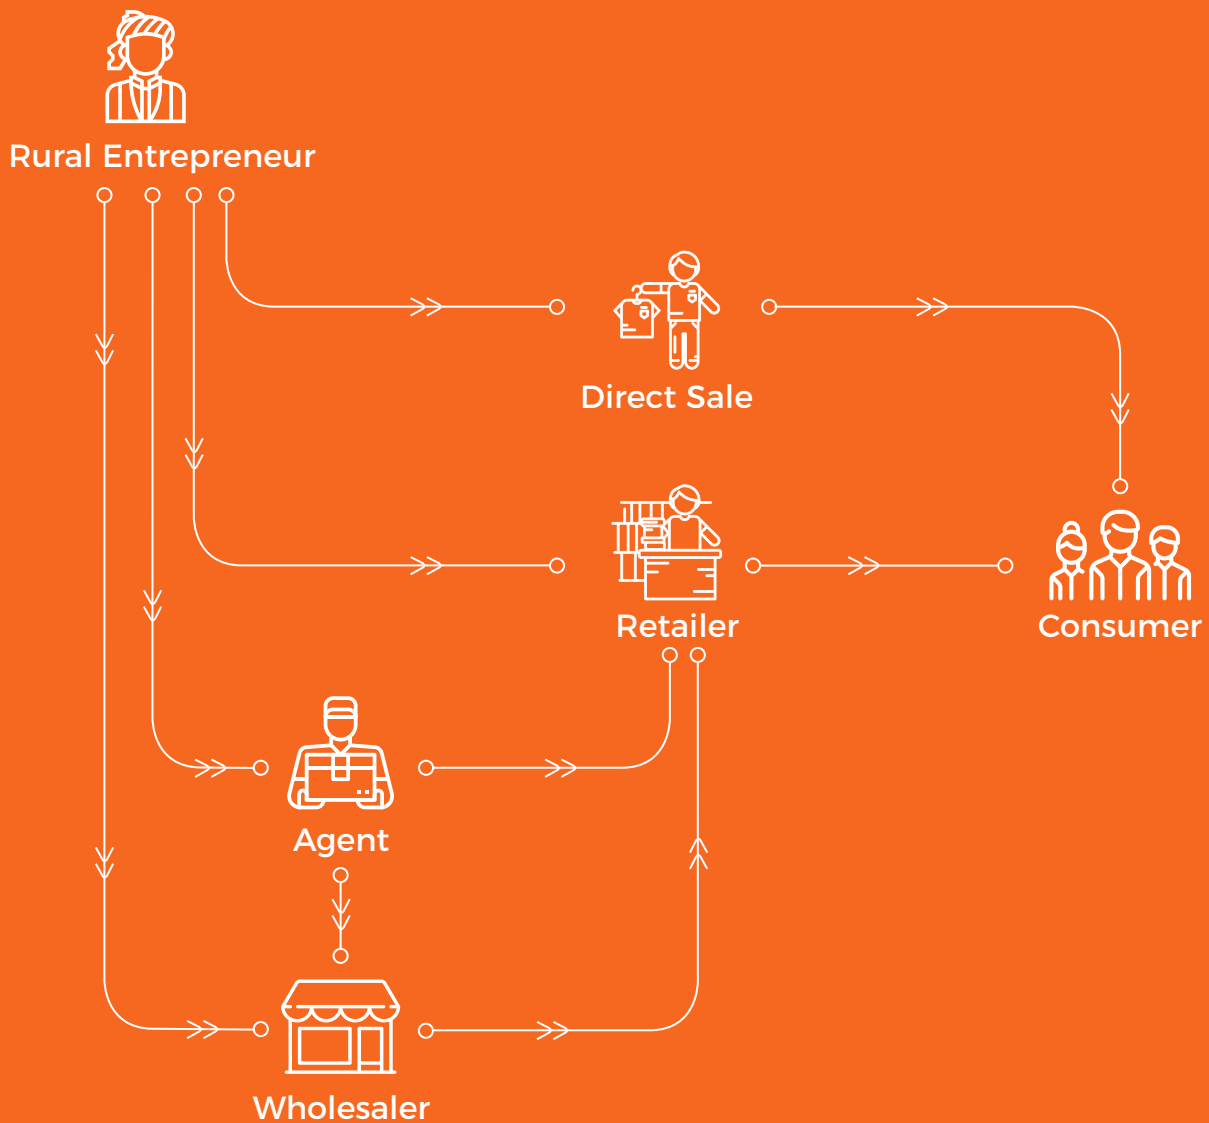 Rural Entrepreneur
Direct Sale
Retailer
Consumer
Agent
Wholesaler